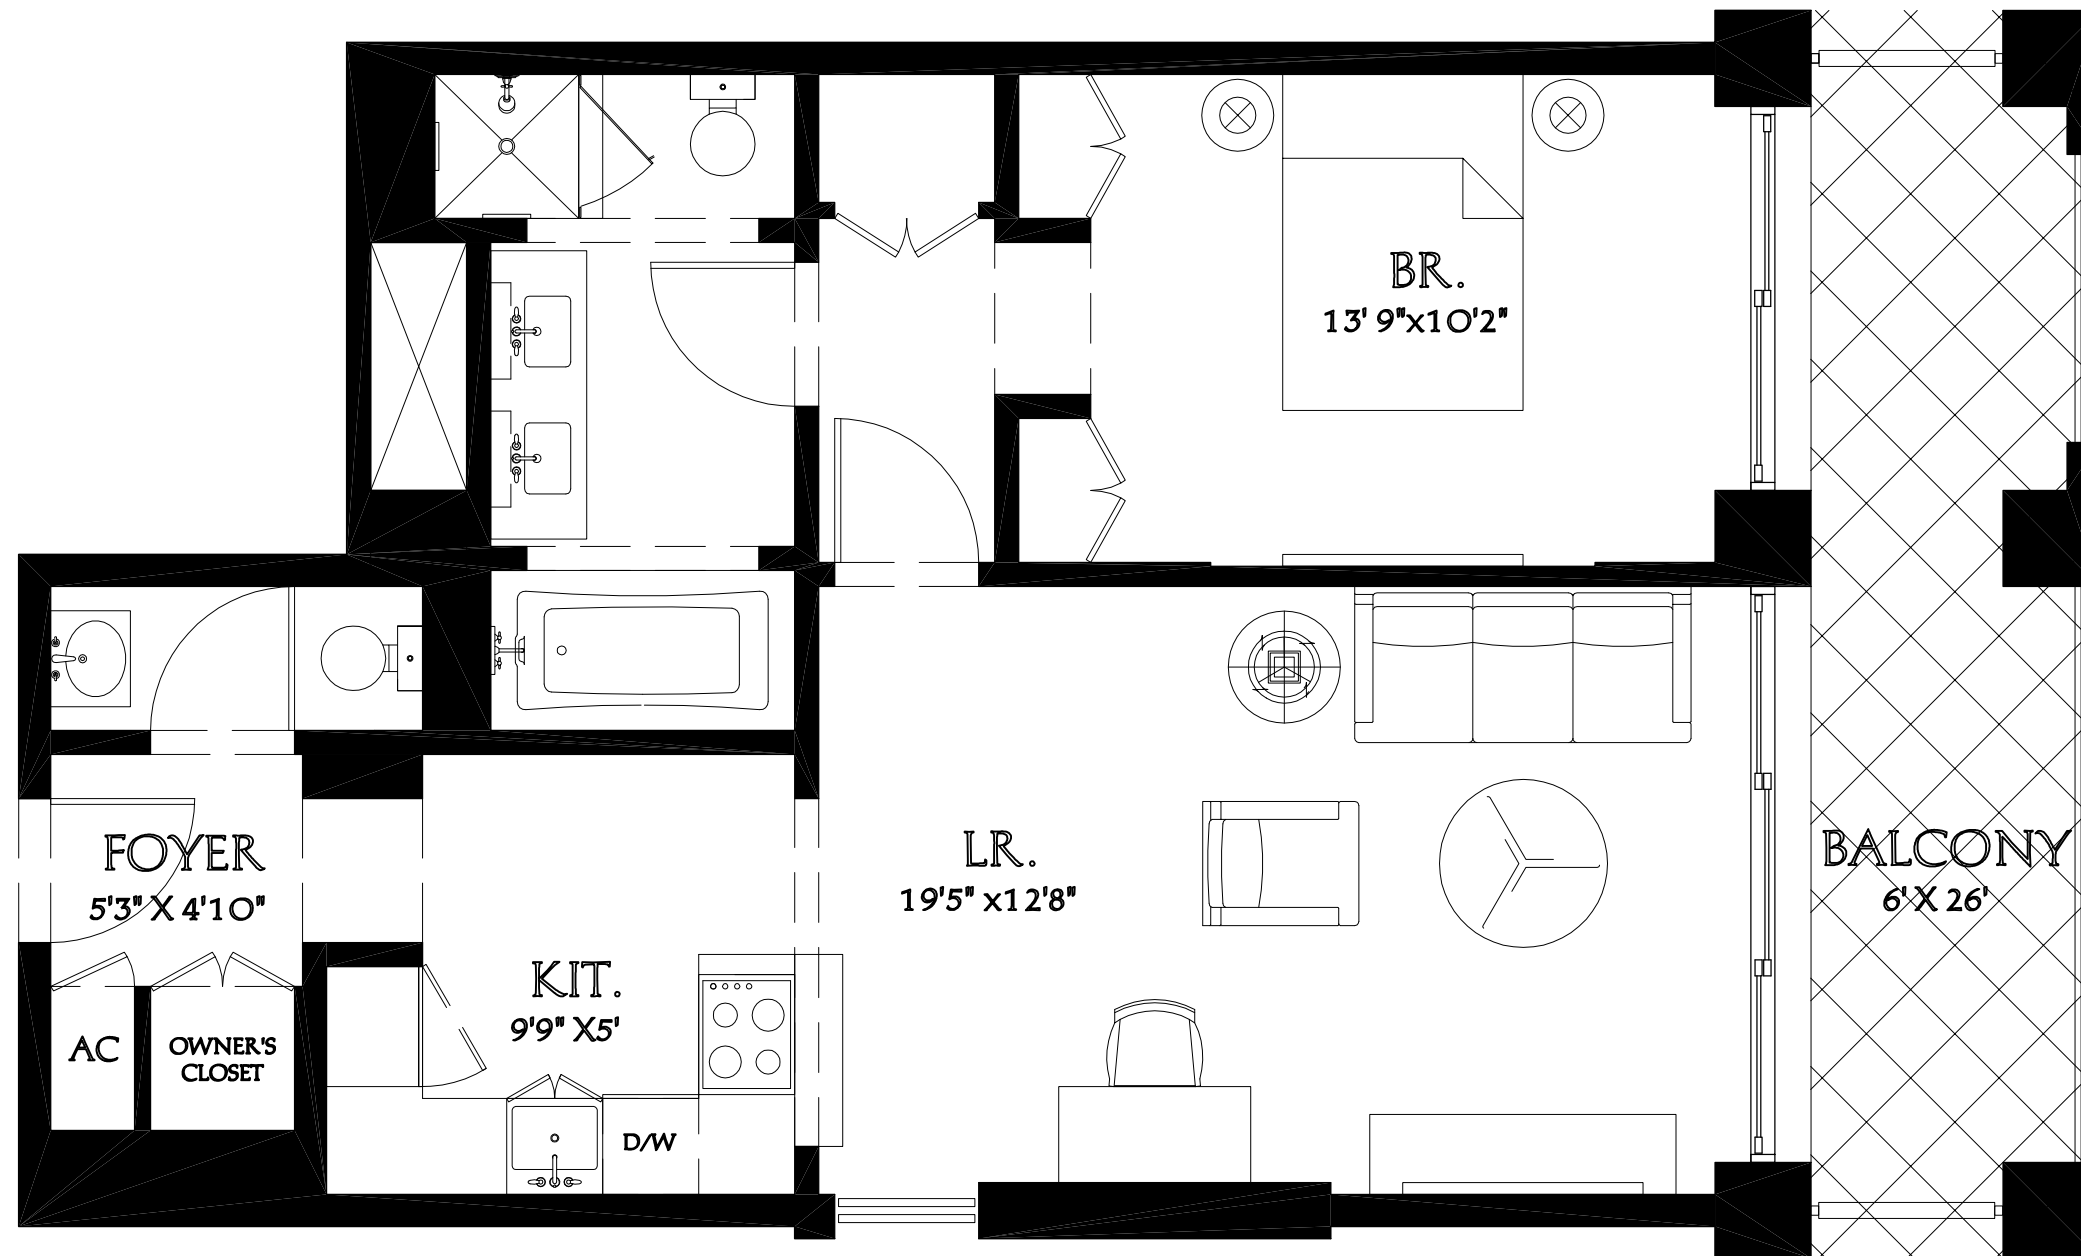 BR.
13' 9"x10'2"
FOYER
5'3" X 4'10"
LR.
19'5" x12'8"
BALCONY
6' X 26'
KIT.
9'9" X5'
AC
OWNER'S
CLOSET
D/W